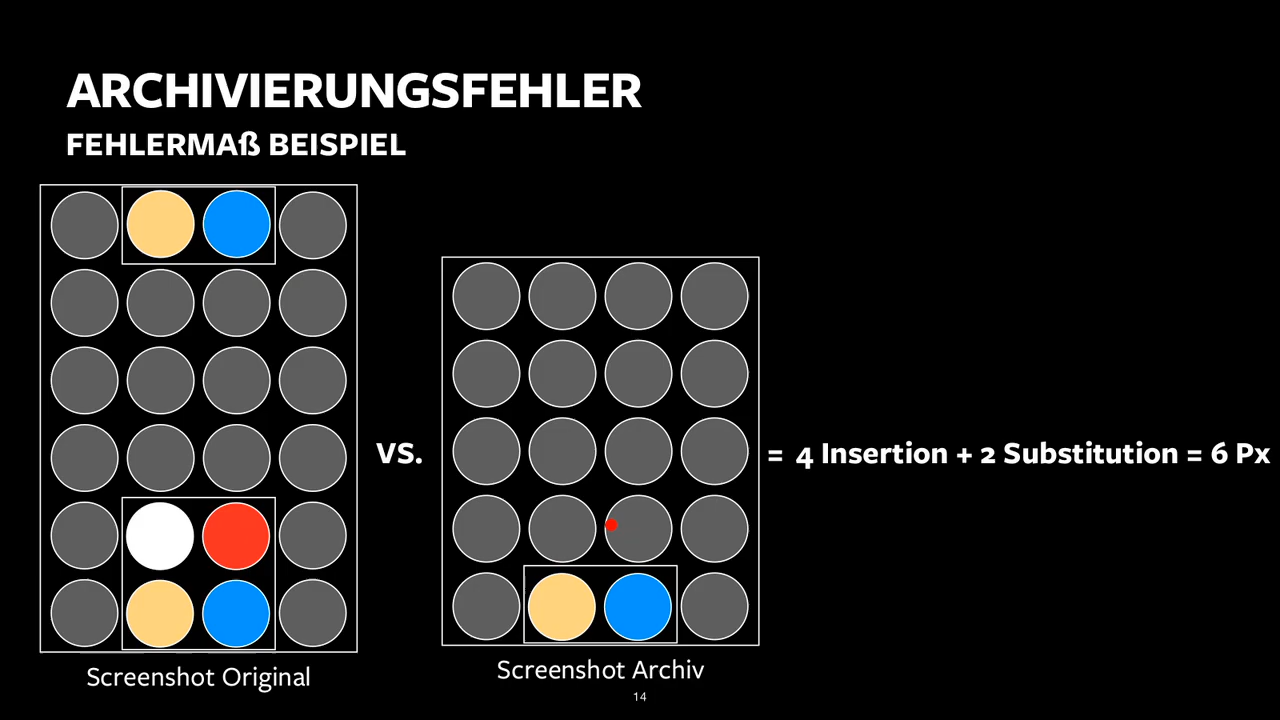 ARCHIVIERUNGSFEHLER
FEHLERMAß BEISPIEL
VS.
= 4 Insertion + 2 Substitution = 6 Px
Screenshot Original
Screenshot Archiv
14